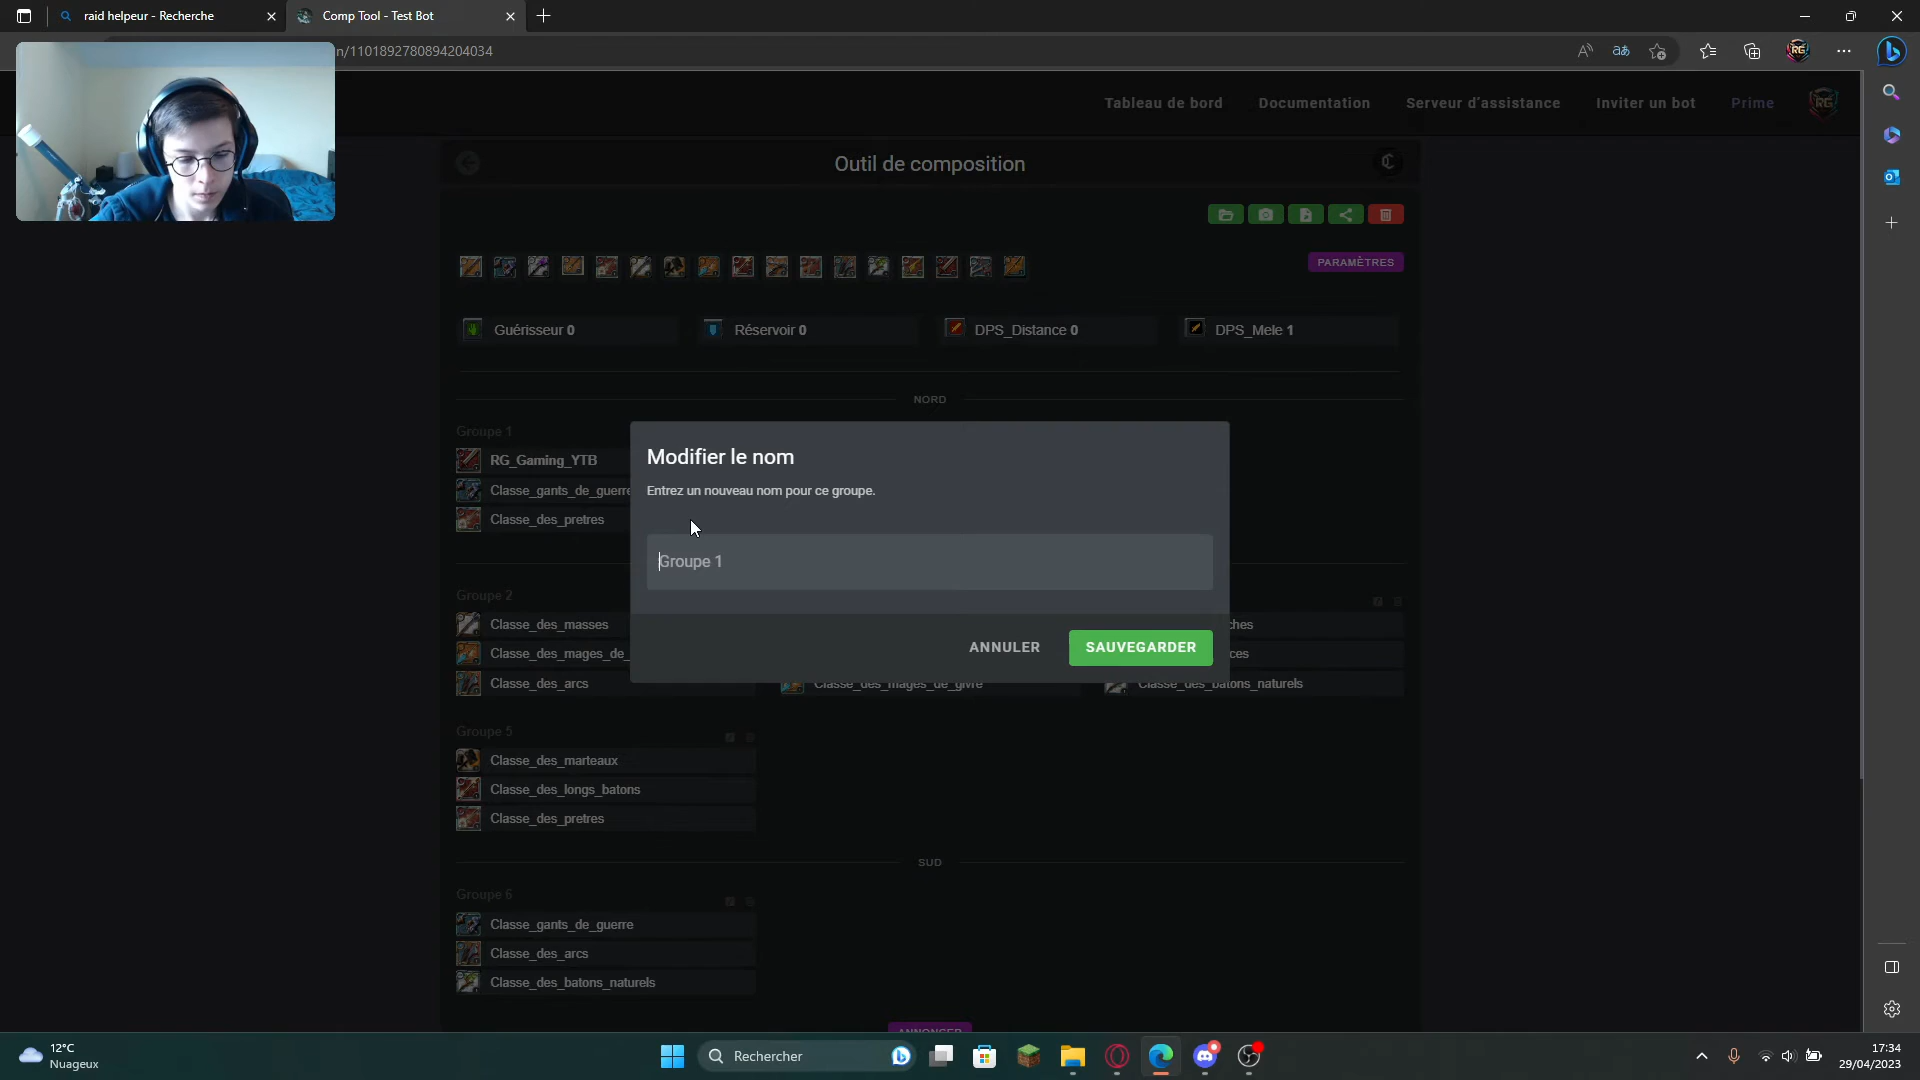 raid helpeur - Recherche
Comp Tool - Test Bot
n/1101892780894204034
Tableau de bord
Documentation
Serveur d'assistance
Inviter un bot
Prime
Outil de composition
PARAMÈTRES
Guérisseur 0
Réservoir 0
DPS_Distance 0
DPS_Mele 1
NORD
Groupe 1
RG_Gaming_YTB
Classe_gants_de_guerre
Classe_des_pretres
Modifier le nom
Entrez un nouveau nom pour ce groupe.
Groupe 1
ANNULER
SAUVEGARDER
Groupe 2
Classe_des_masses
Classe_des_mages_de_
Classe_des_arcs
ches
ces
Classe_des_mages_de_givre
Classe_des_batons_naturels
Groupe 5
Classe_des_marteaux
Classe_des_longs_batons
Classe_des_pretres
SUD
Groupe 6
Classe_gants_de_guerre
Classe_des_arcs
Classe_des_batons_naturels
ANNONCER
12°C
Nuageux
Rechercher
17:34
29/04/2023